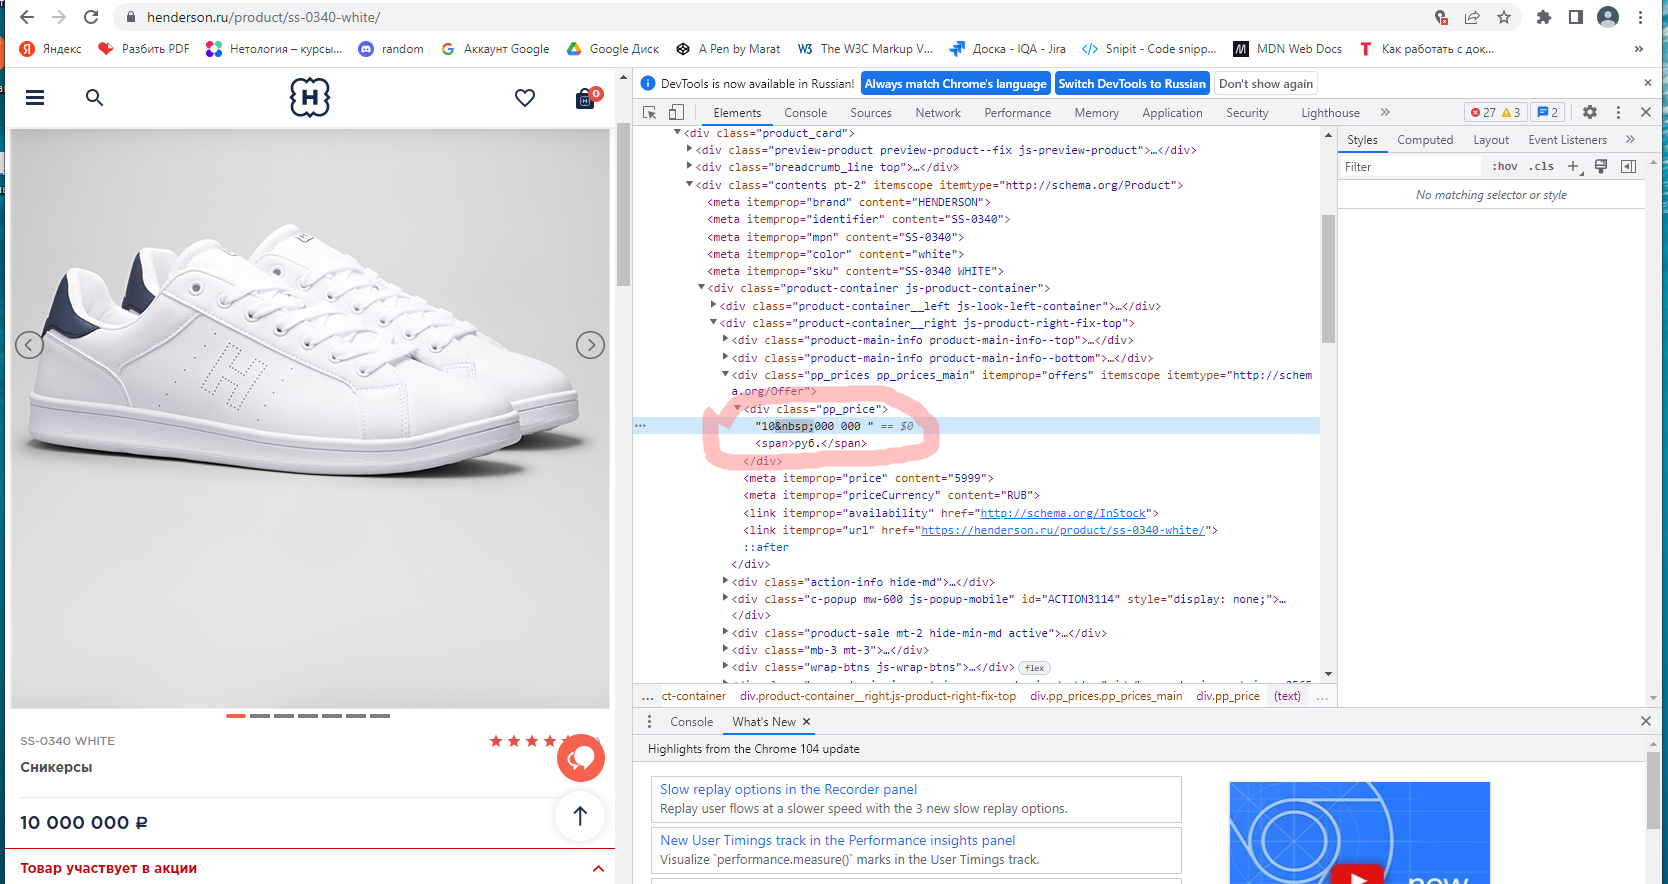 henderson.ru/product/ss-0340-white/
Яндекс Разбить PDF Нетология – курсы... random Аккаунт Google Google Диск A Pen by Marat The W3C Markup V... Доска - IQA - Jira Snipit - Code snipp... MDN Web Docs Как работать с док... »
H 0
DevTools is now available in Russian! Always match Chrome's language Switch DevTools to Russian Don't show again
Elements Console Sources Network Performance Memory Application Security Lighthouse » 27 3 2
<div class="product_card">
<div class="preview-product preview-product--fix js-preview-product">…</div>
<div class="breadcrumb_line top">…</div>
<div class="contents pt-2" itemscope itemtype="http://schema.org/Product">
<meta itemprop="brand" content="HENDERSON">
<meta itemprop="identifier" content="SS-0340">
<meta itemprop="mpn" content="SS-0340">
<meta itemprop="color" content="white">
<meta itemprop="sku" content="SS-0340 WHITE">
<div class="product-container js-product-container">
<div class="product-container__left js-look-left-container">…</div>
<div class="product-container__right js-product-right-fix-top">
<div class="product-main-info product-main-info--top">…</div>
<div class="product-main-info product-main-info--bottom">…</div>
<div class="pp_prices pp_prices_main" itemprop="offers" itemscope itemtype="http://schem
a.org/Offer">
<div class="pp_price">
"10&nbsp;000 000 " == $0
<span>руб.</span>
</div>
<meta itemprop="price" content="5999">
<meta itemprop="priceCurrency" content="RUB">
<link itemprop="availability" href="http://schema.org/InStock">
<link itemprop="url" href="https://henderson.ru/product/ss-0340-white/">
::after
</div>
<div class="action-info hide-md">…</div>
<div class="c-popup mw-600 js-popup-mobile" id="ACTION3114" style="display: none;">…
</div>
<div class="product-sale mt-2 hide-min-md active">…</div>
<div class="mb-3 mt-3">…</div>
<div class="wrap-btns js-wrap-btns">…</div> flex
... ct-container div.product-container__right.js-product-right-fix-top div.pp_prices.pp_prices_main div.pp_price (text) ...
Styles Computed Layout Event Listeners »
Filter :hov .cls +
No matching selector or style
Console What's New ×
Highlights from the Chrome 104 update
Slow replay options in the Recorder panel
Replay user flows at a slower speed with the 3 new slow replay options.
New User Timings track in the Performance insights panel
Visualize `performance.measure()` marks in the User Timings track.
new
SS-0340 WHITE
Сникерсы
10 000 000 ₽
Товар участвует в акции